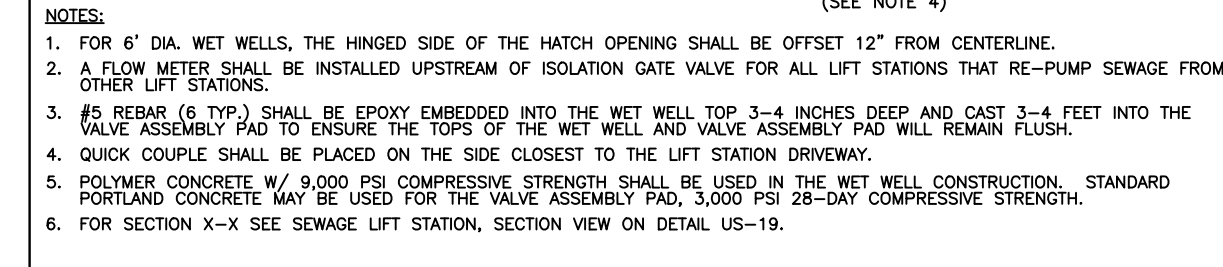 (SEE NOTE 4)
NOTES:
1. FOR 6' DIA. WET WELLS, THE HINGED SIDE OF THE HATCH OPENING SHALL BE OFFSET 12" FROM CENTERLINE.
2. A FLOW METER SHALL BE INSTALLED UPSTREAM OF ISOLATION GATE VALVE FOR ALL LIFT STATIONS THAT RE-PUMP SEWAGE FROM
OTHER LIFT STATIONS.
3. #5 REBAR (6 TYP.) SHALL BE EPOXY EMBEDDED INTO THE WET WELL TOP 3-4 INCHES DEEP AND CAST 3-4 FEET INTO THE
VALVE ASSEMBLY PAD TO ENSURE THE TOPS OF THE WET WELL AND VALVE ASSEMBLY PAD WILL REMAIN FLUSH.
4. QUICK COUPLE SHALL BE PLACED ON THE SIDE CLOSEST TO THE LIFT STATION DRIVEWAY.
5. POLYMER CONCRETE W/ 9,000 PSI COMPRESSIVE STRENGTH SHALL BE USED IN THE WET WELL CONSTRUCTION. STANDARD
PORTLAND CONCRETE MAY BE USED FOR THE VALVE ASSEMBLY PAD, 3,000 PSI 28-DAY COMPRESSIVE STRENGTH.
6. FOR SECTION X-X SEE SEWAGE LIFT STATION, SECTION VIEW ON DETAIL US-19.